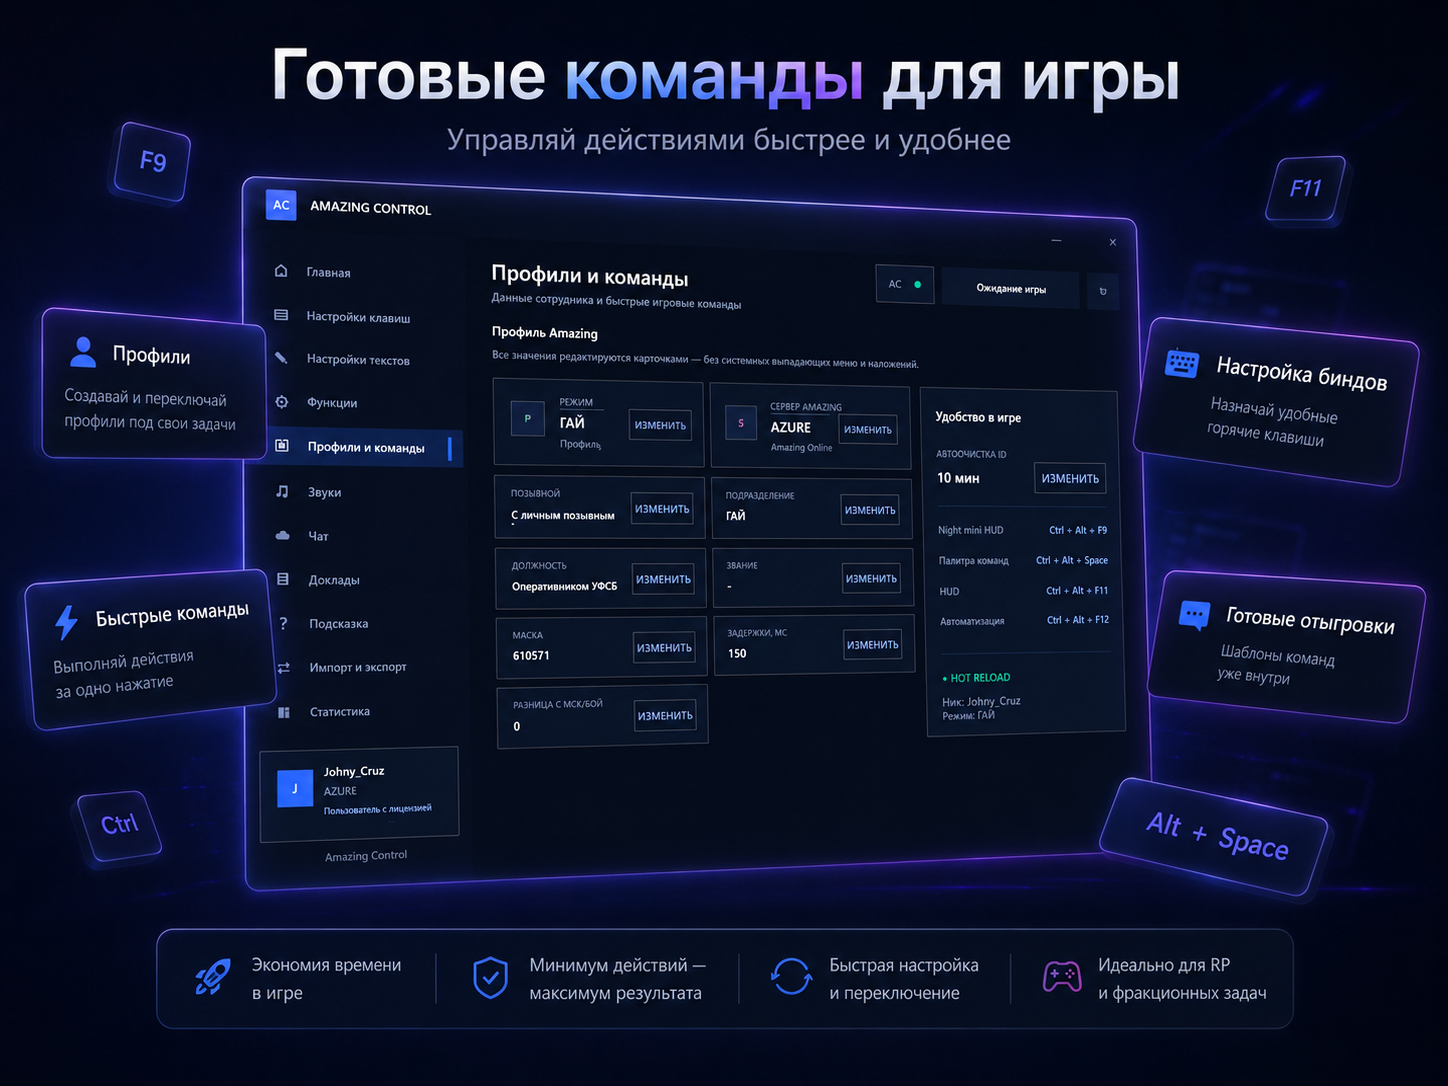 Готовые команды для игры
Управляй действиями быстрее и удобнее
F9
F11
AC AMAZING CONTROL
Главная
Настройки клавиш
Настройки текстов
Функции
Профили и команды
Звуки
Чат
Доклады
Подсказка
Импорт и экспорт
Статистика
J
Johny_Cruz
AZURE
Пользователь с лицензией
Amazing Control
Профили и команды
Данные сотрудника и быстрые игровые команды
AC
Ожидание игры
Профиль Amazing
Все значения редактируются карточками — без системных выпадающих меню и наложений.
P
РЕЖИМ
ГАЙ
Профиль
ИЗМЕНИТЬ
S
СЕРВЕР AMAZING
AZURE
Amazing Online
ИЗМЕНИТЬ
ПОЗЫВНОЙ
С личным позывным
ИЗМЕНИТЬ
ПОДРАЗДЕЛЕНИЕ
ГАЙ
ИЗМЕНИТЬ
ДОЛЖНОСТЬ
Оперативником УФСБ
ИЗМЕНИТЬ
ЗВАНИЕ
-
ИЗМЕНИТЬ
МАСКА
610571
ИЗМЕНИТЬ
ЗАДЕРЖКИ, МС
150
ИЗМЕНИТЬ
РАЗНИЦА С МСК/БОЙ
0
ИЗМЕНИТЬ
Удобство в игре
АВТООЧИСТКА ID
10 мин
ИЗМЕНИТЬ
Night mini HUD Ctrl + Alt + F9
Палитра команд Ctrl + Alt + Space
HUD Ctrl + Alt + F11
Автоматизация Ctrl + Alt + F12
• HOT RELOAD
Ник: Johny_Cruz
Режим: ГАЙ
Профили
Создавай и переключай
профили под свои задачи
Быстрые команды
Выполняй действия
за одно нажатие
Ctrl
Настройка биндов
Назначай удобные
горячие клавиши
Готовые отыгровки
Шаблоны команд
уже внутри
Alt + Space
Экономия времени
в игре
Минимум действий —
максимум результата
Быстрая настройка
и переключение
Идеально для RP
и фракционных задач